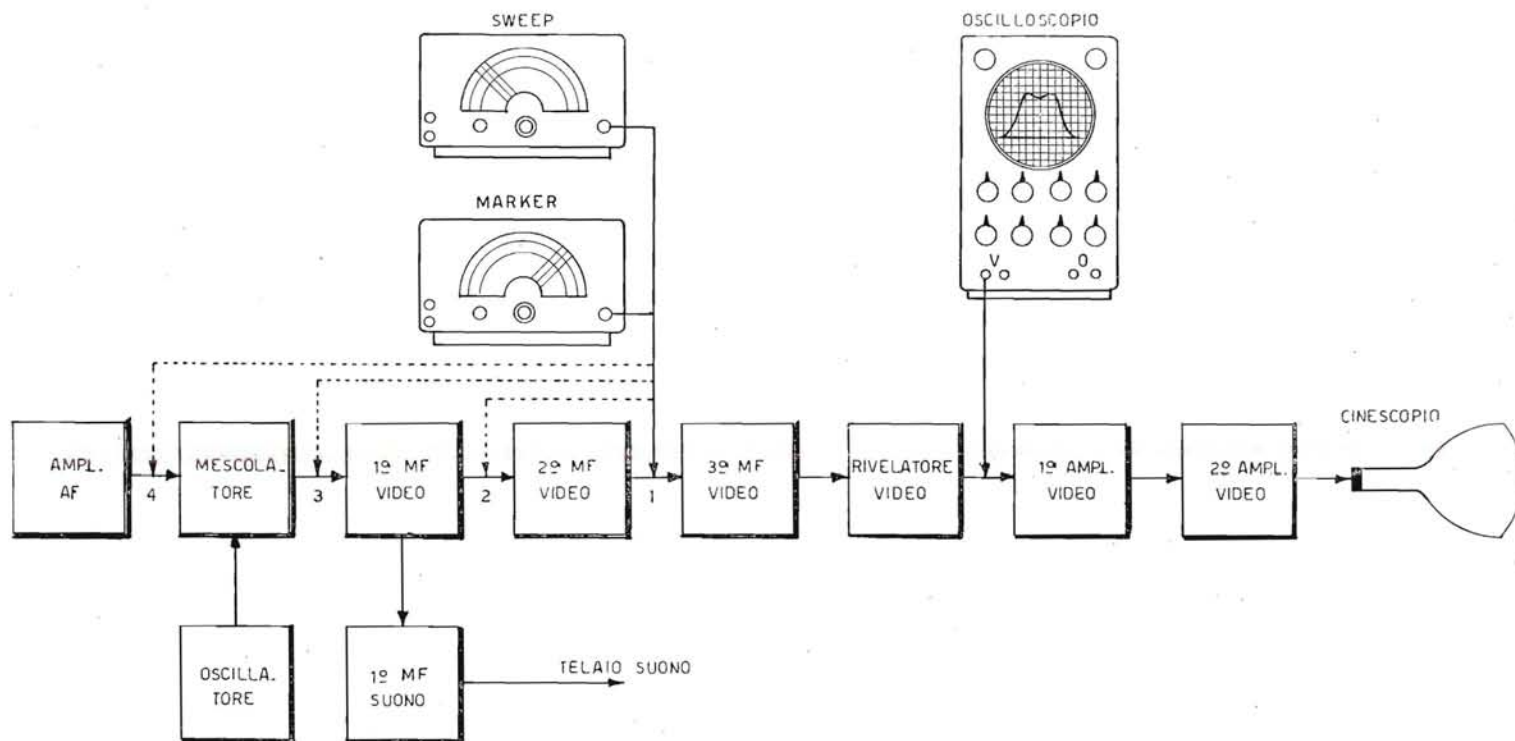 SWEEP
OSCILLOSCOPIO
MARKER
V
O
CINESCOPIO
AMPL.
AF
4
MESCOLA_
TORE
3
1º MF
VIDEO
2
2º MF
VIDEO
1
3º MF
VIDEO
RIVELATORE
VIDEO
1º AMPL.
VIDEO
2º AMPL.
VIDEO
OSCILLA_
TORE
1º MF
SUONO
TELAIO SUONO